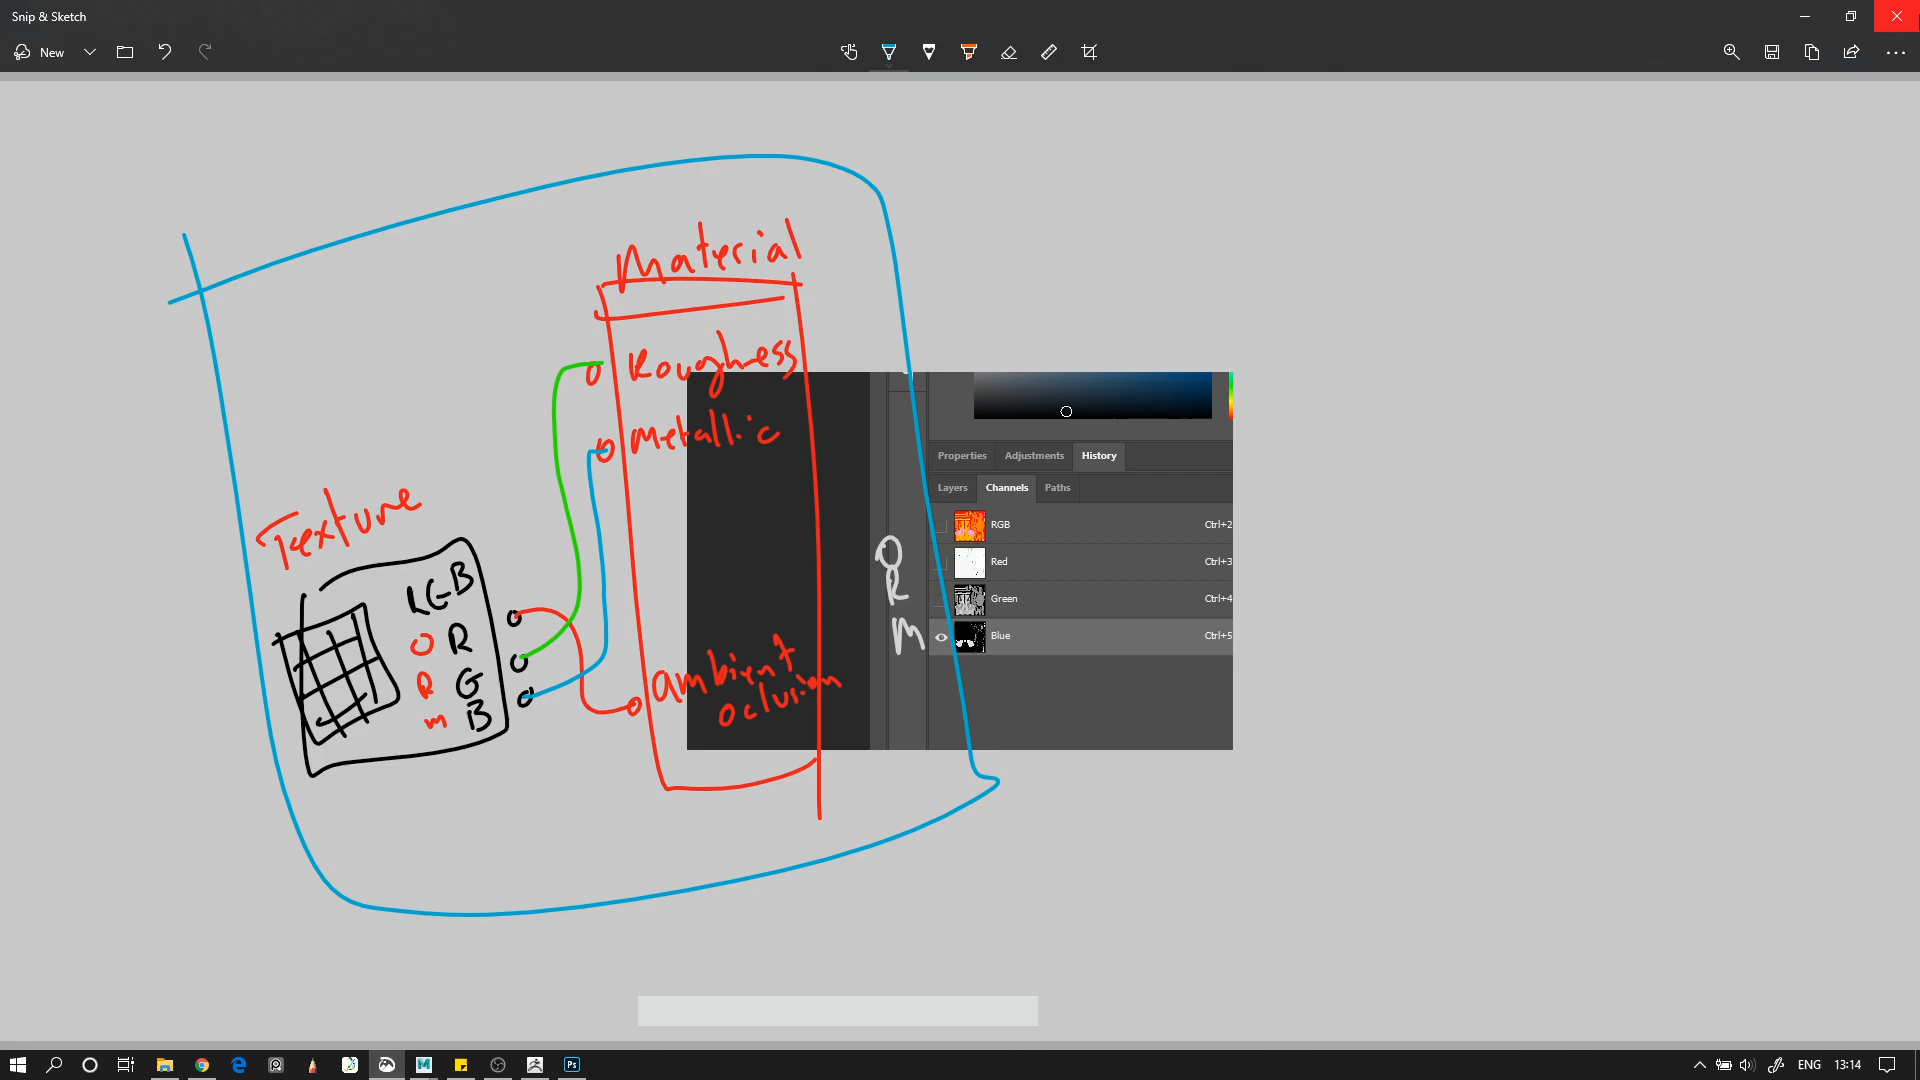 Snip & Sketch
New
Material
Roughness
Metallic
Texture
RGB
O R
R G
m B
ambient
oclusion
O
R
M
Properties Adjustments History
Layers Channels Paths
RGB Ctrl+2
Red Ctrl+3
Green Ctrl+4
Blue Ctrl+5
M Ps
ENG 13:14